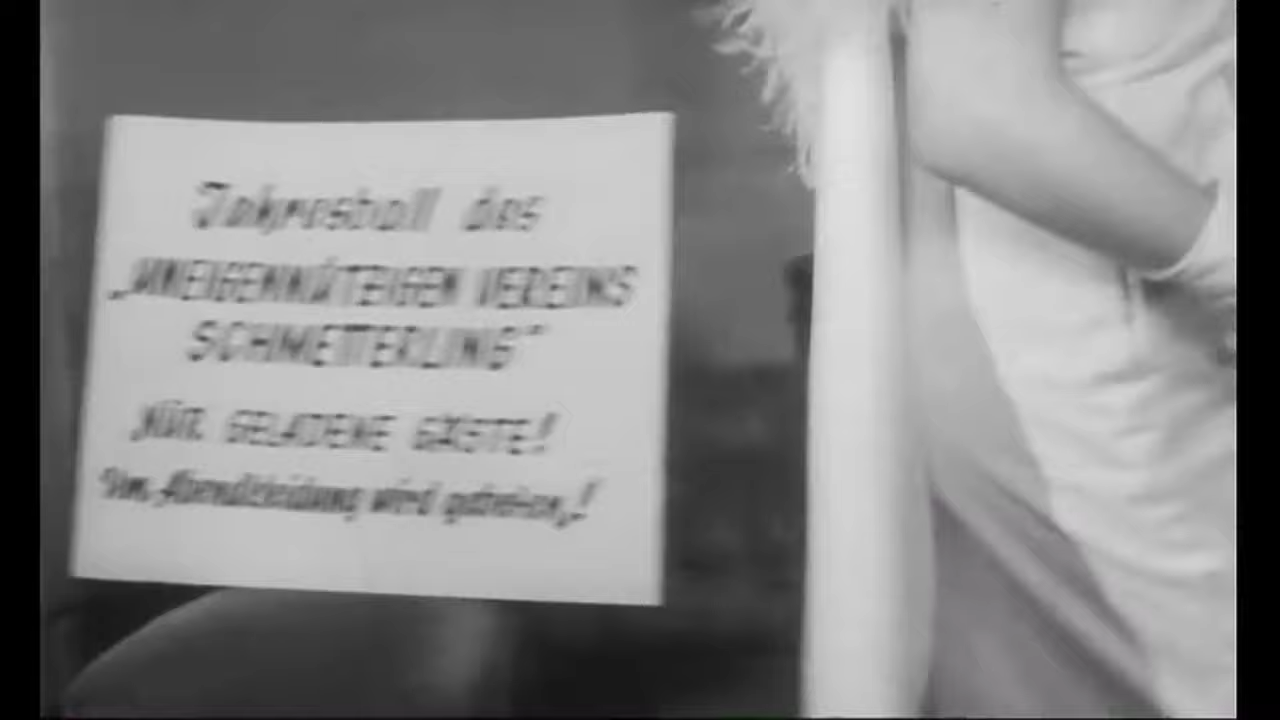 Jahresball des
„UNEIGENNÜTZIGEN VEREINS
SCHMETTERLING“
NUR GELADENE GÄSTE!
Um Abendkleidung wird gebeten!